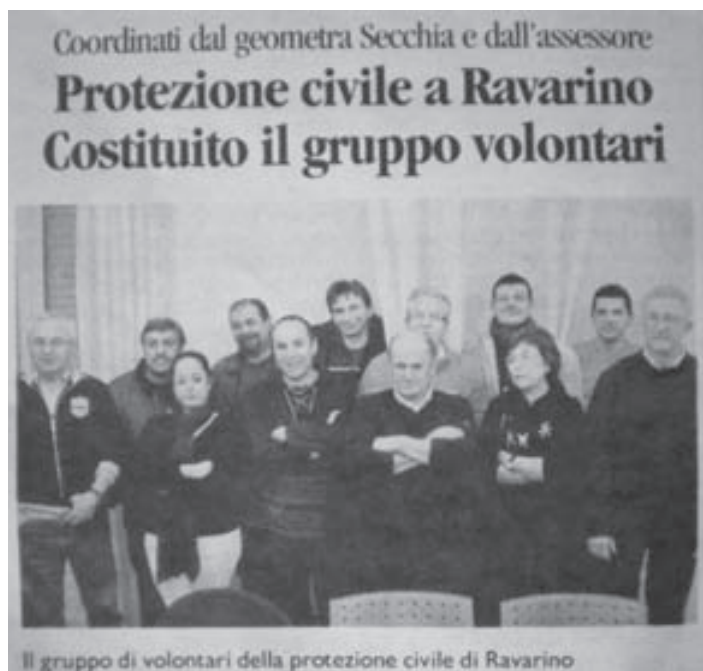 Coordinati dal geometra Secchia e dall'assessore
Protezione civile a Ravarino
Costituito il gruppo volontari
Il gruppo di volontari della protezione civile di Ravarino